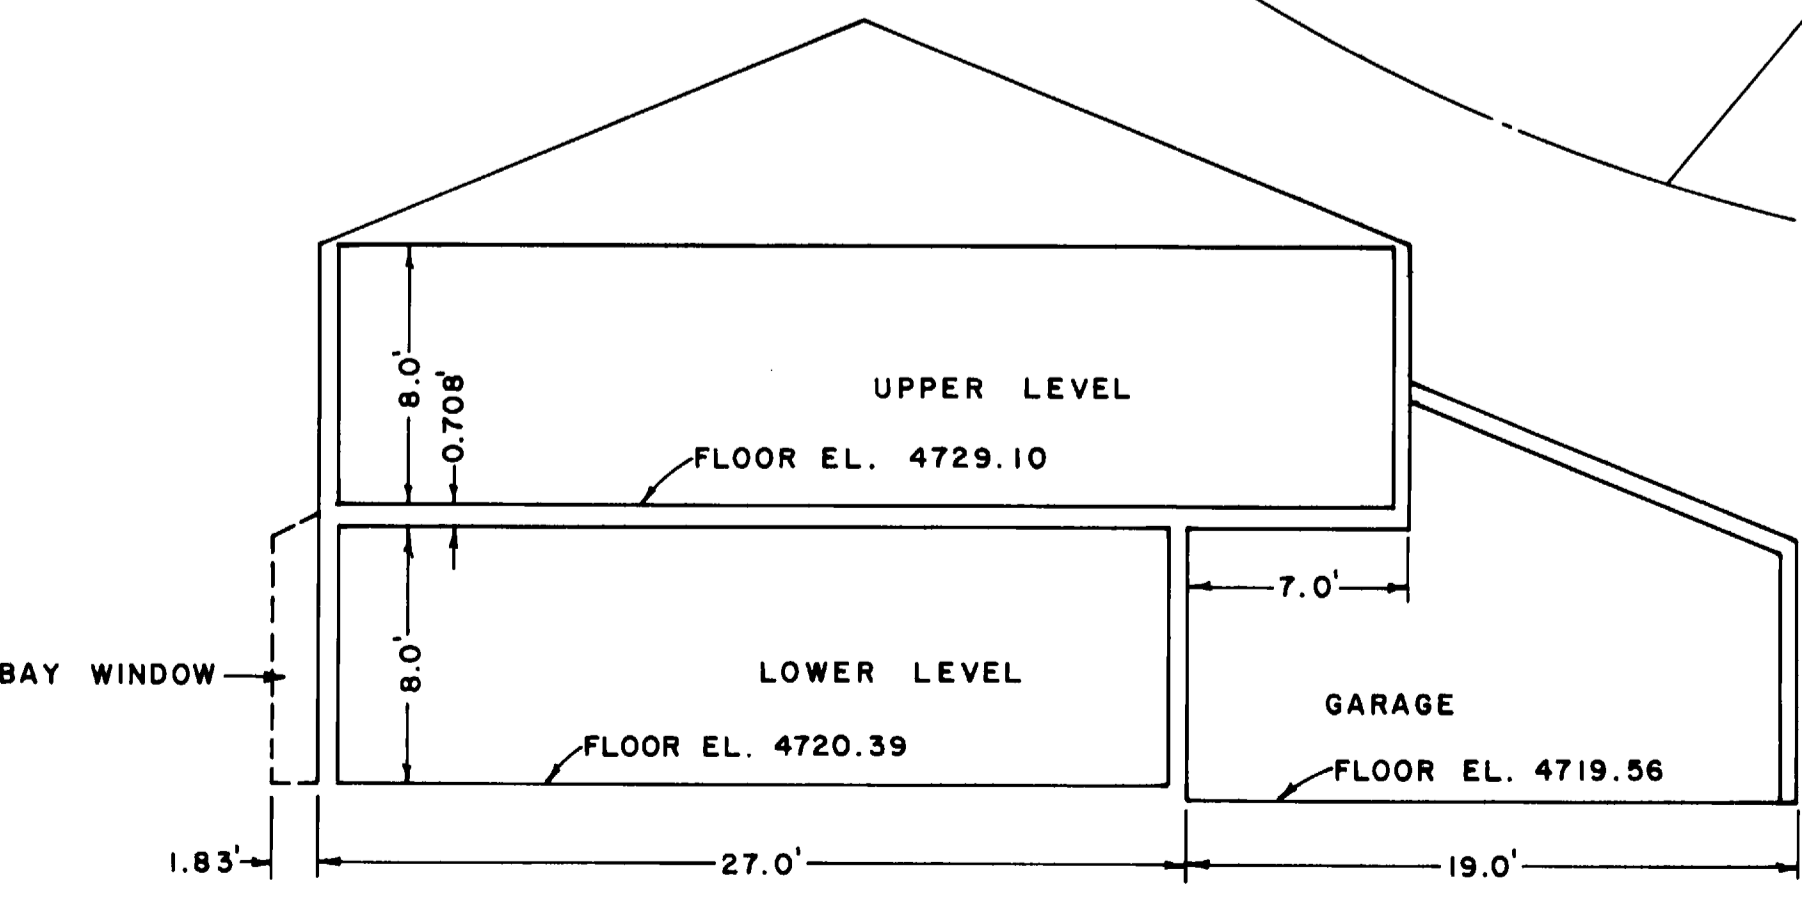 8.0'
0.708'
UPPER LEVEL
FLOOR EL. 4729.10
7.0'
BAY WINDOW
8.0'
LOWER LEVEL
GARAGE
FLOOR EL. 4720.39
FLOOR EL. 4719.56
1.83'
27.0'
19.0'